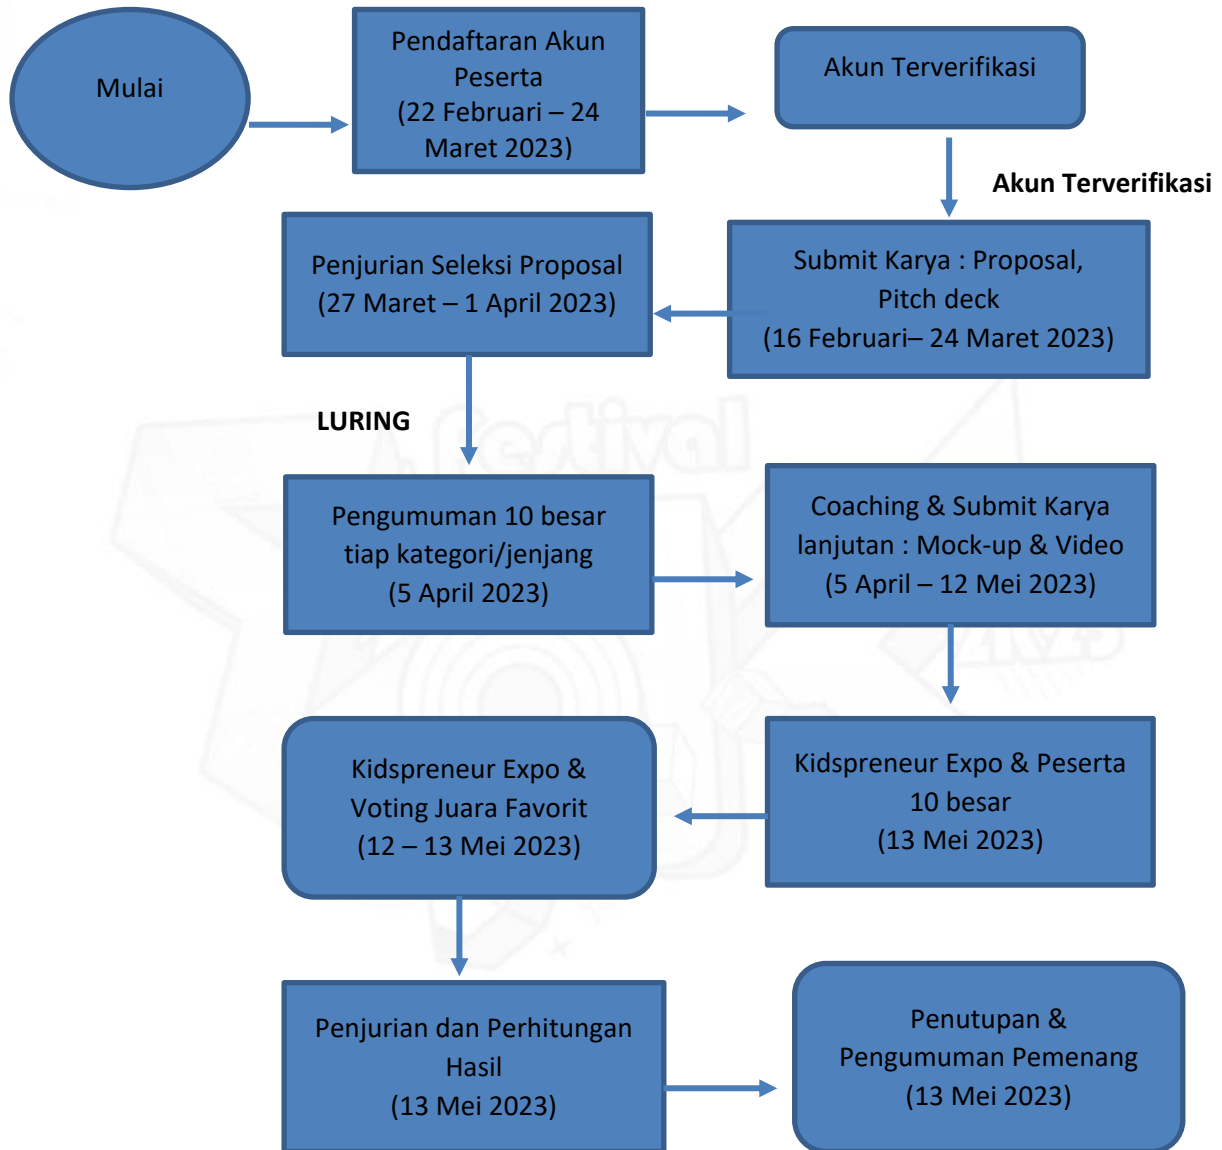 Mulai
Pendaftaran Akun
Peserta
(22 Februari – 24
Maret 2023)
Akun Terverifikasi
Akun Terverifikasi
Submit Karya : Proposal,
Pitch deck
(16 Februari– 24 Maret 2023)
Penjurian Seleksi Proposal
(27 Maret – 1 April 2023)
LURING
Pengumuman 10 besar
tiap kategori/jenjang
(5 April 2023)
Coaching & Submit Karya
lanjutan : Mock-up & Video
(5 April – 12 Mei 2023)
Kidspreneur Expo & Peserta
10 besar
(13 Mei 2023)
Kidspreneur Expo &
Voting Juara Favorit
(12 – 13 Mei 2023)
Penjurian dan Perhitungan
Hasil
(13 Mei 2023)
Penutupan &
Pengumuman Pemenang
(13 Mei 2023)
festival